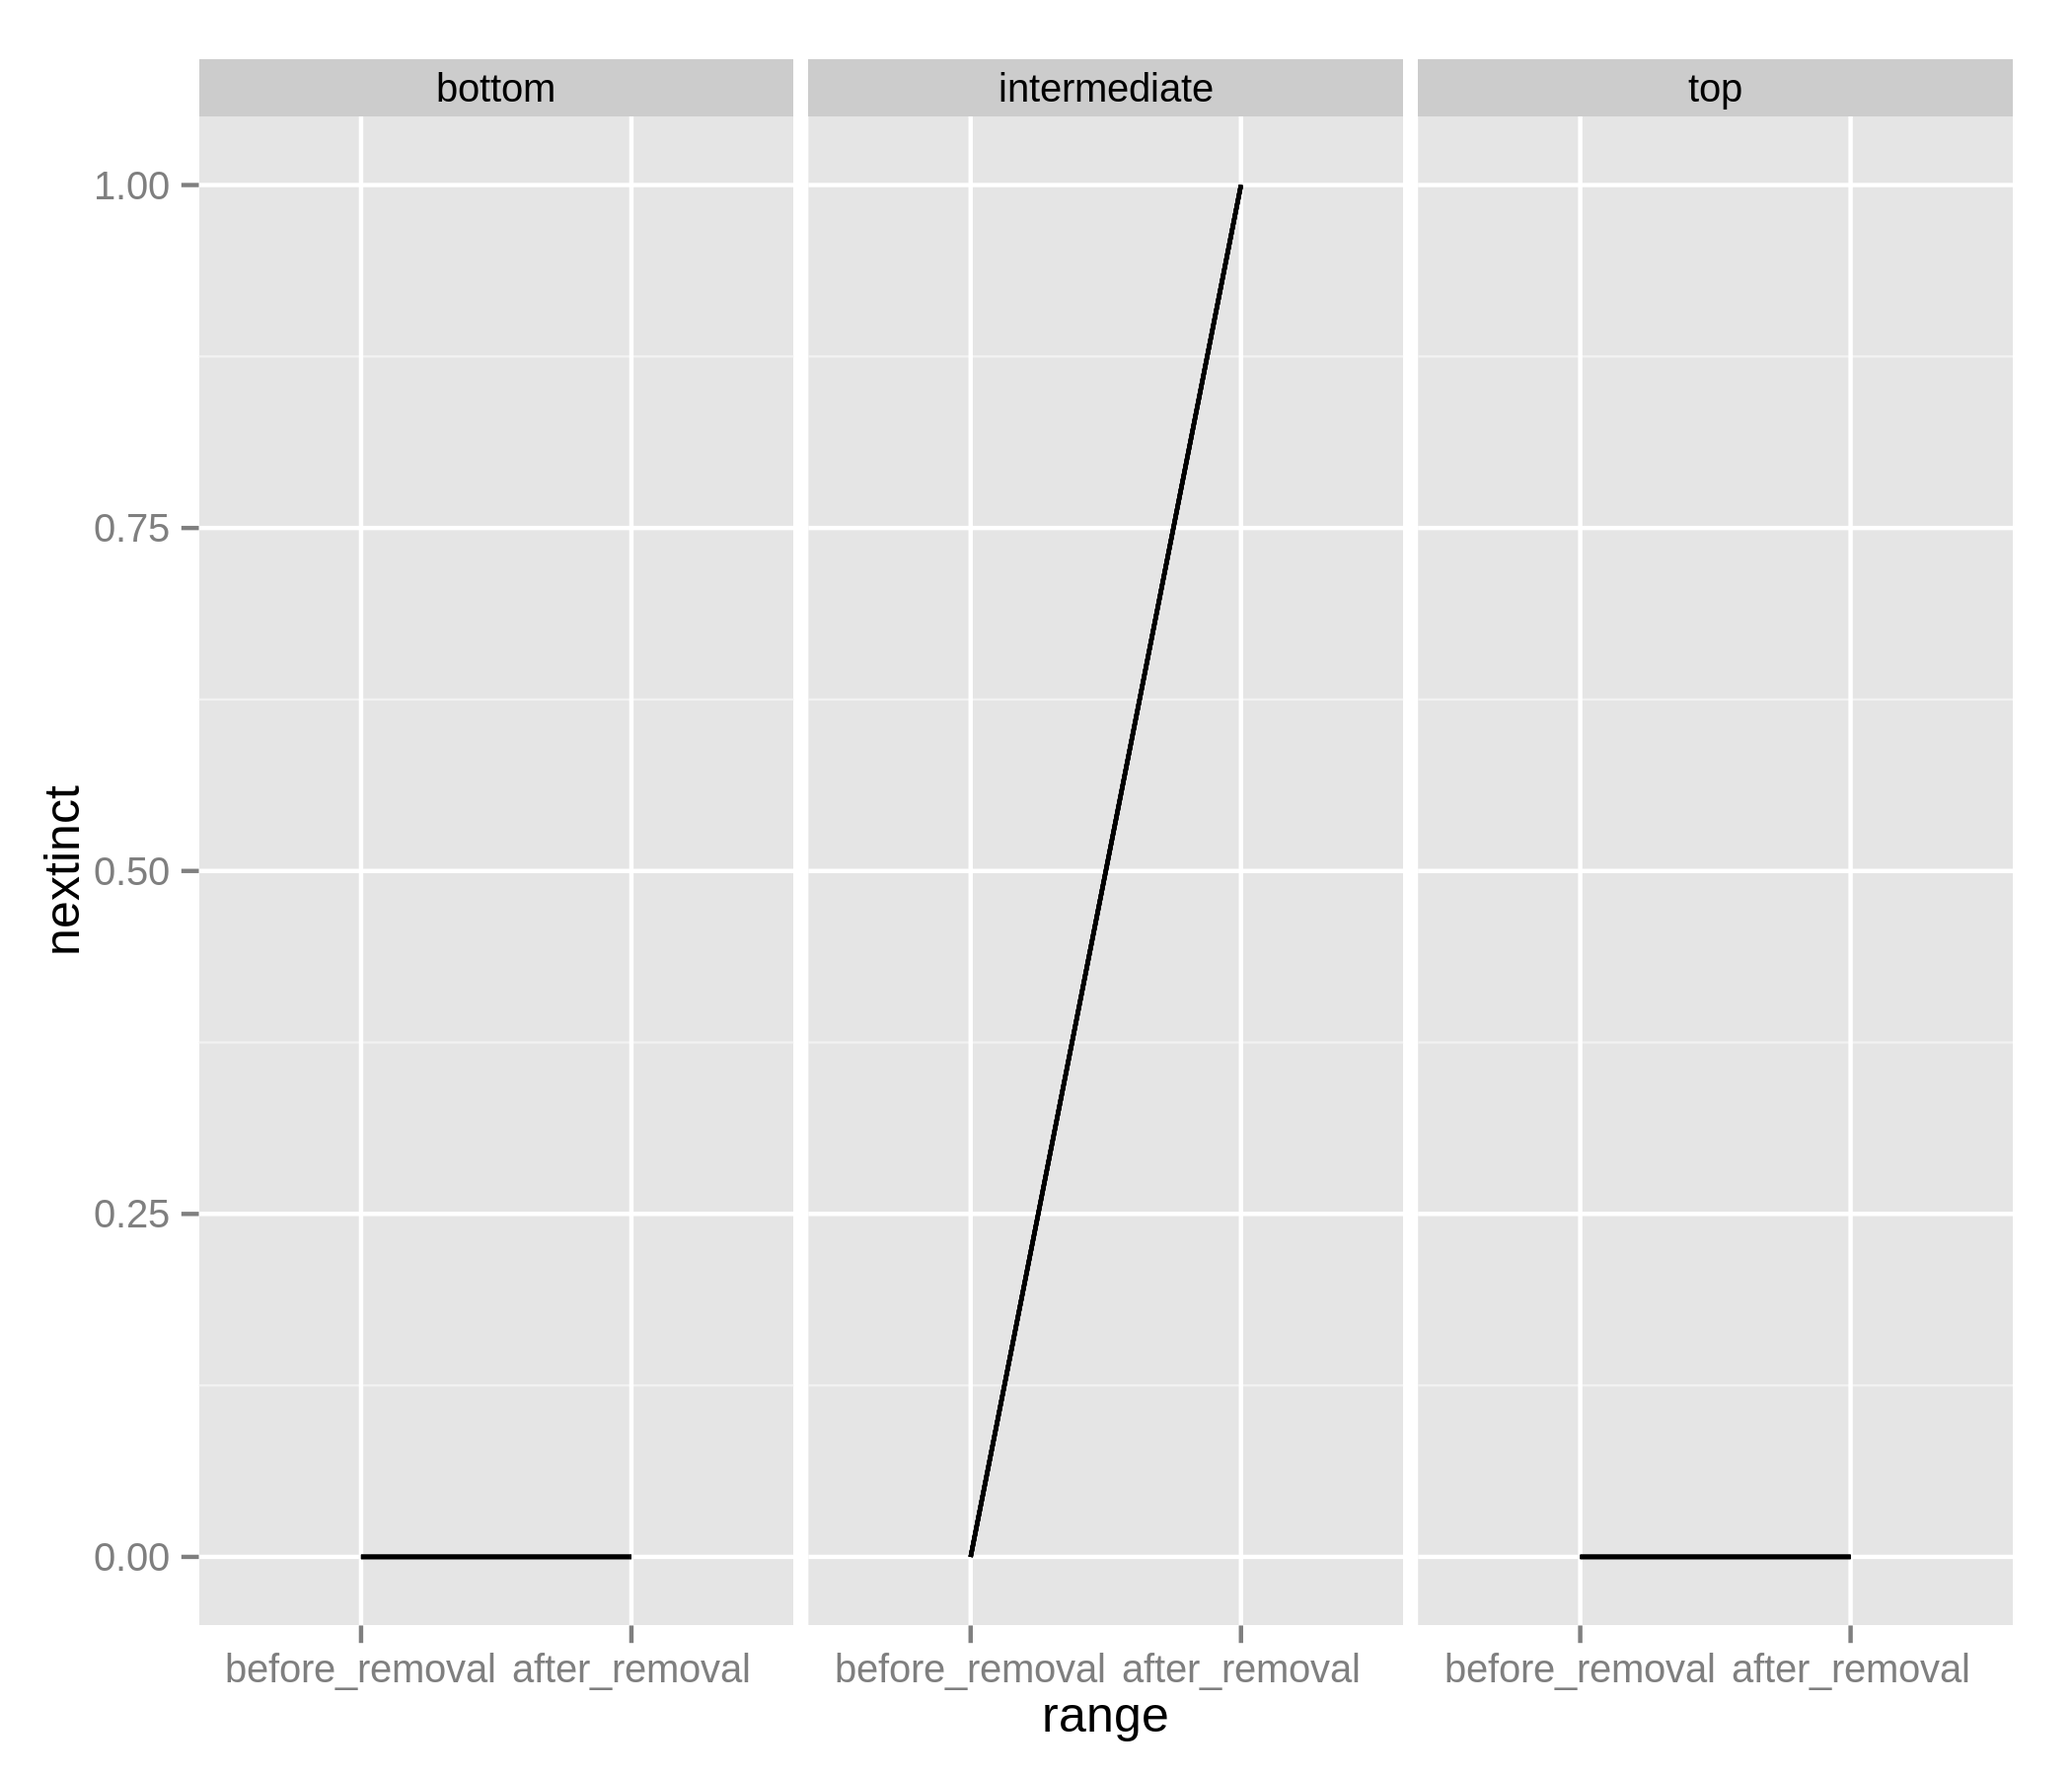 bottom intermediate top
1.00
0.75
0.50
0.25
0.00
nextinct
before_removal after_removal before_removal after_removal before_removal after_removal
range